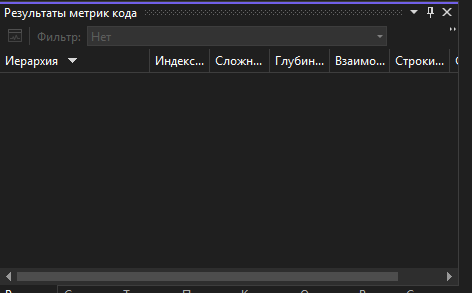 Результаты метрик кода
Фильтр: Нет
Иерархия Индекс... Сложн... Глубин... Взаимо... Строки...